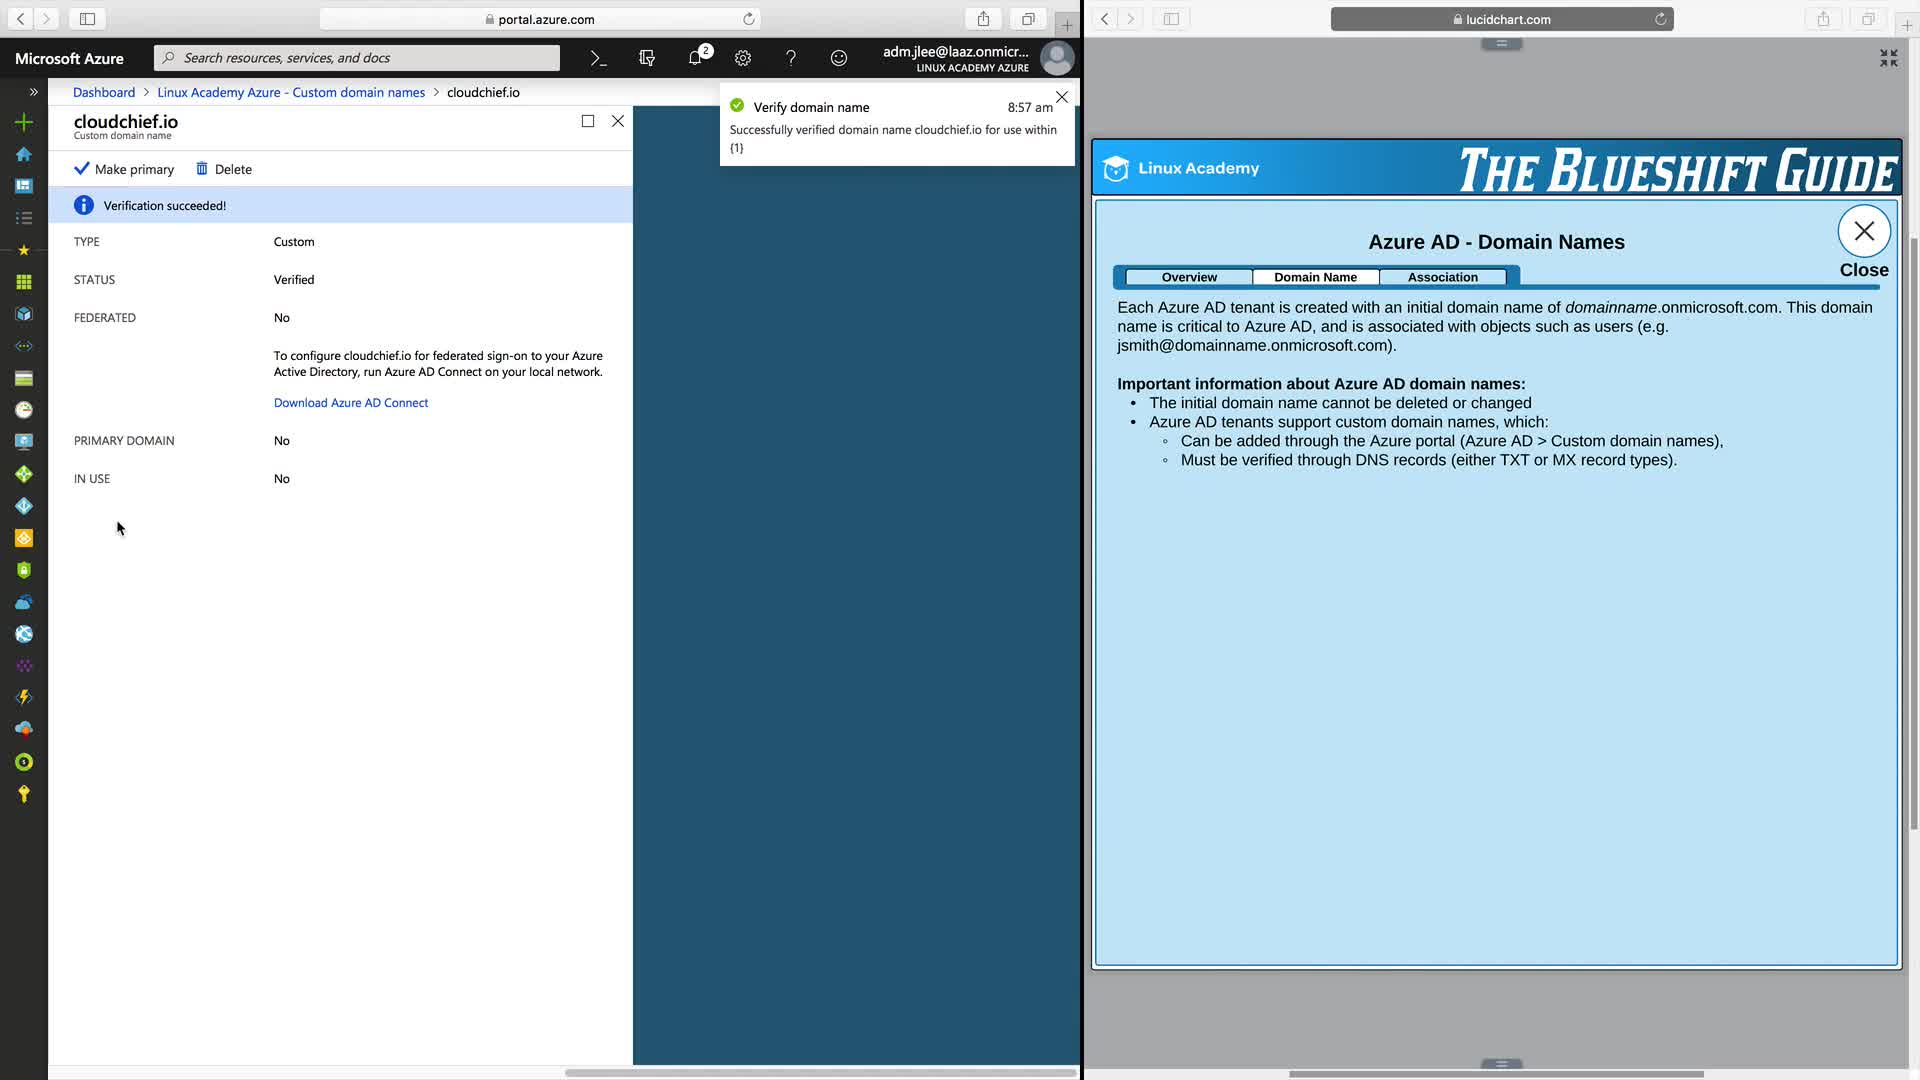 portal.azure.com
lucidchart.com
Microsoft Azure
Search resources, services, and docs
2
adm.jlee@laaz.onmicr...
LINUX ACADEMY AZURE
Dashboard > Linux Academy Azure - Custom domain names > cloudchief.io
cloudchief.io
Custom domain name
Make primary
Delete
Verification succeeded!
TYPE Custom
STATUS Verified
FEDERATED No
To configure cloudchief.io for federated sign-on to your Azure
Active Directory, run Azure AD Connect on your local network.
Download Azure AD Connect
PRIMARY DOMAIN No
IN USE No
Verify domain name 8:57 am
Successfully verified domain name cloudchief.io for use within
{1}
Linux Academy
THE BLUESHIFT GUIDE
Azure AD - Domain Names
Close
Overview Domain Name Association
Each Azure AD tenant is created with an initial domain name of domainname.onmicrosoft.com. This domain
name is critical to Azure AD, and is associated with objects such as users (e.g.
jsmith@domainname.onmicrosoft.com).
Important information about Azure AD domain names:
• The initial domain name cannot be deleted or changed
• Azure AD tenants support custom domain names, which:
◦ Can be added through the Azure portal (Azure AD > Custom domain names),
◦ Must be verified through DNS records (either TXT or MX record types).